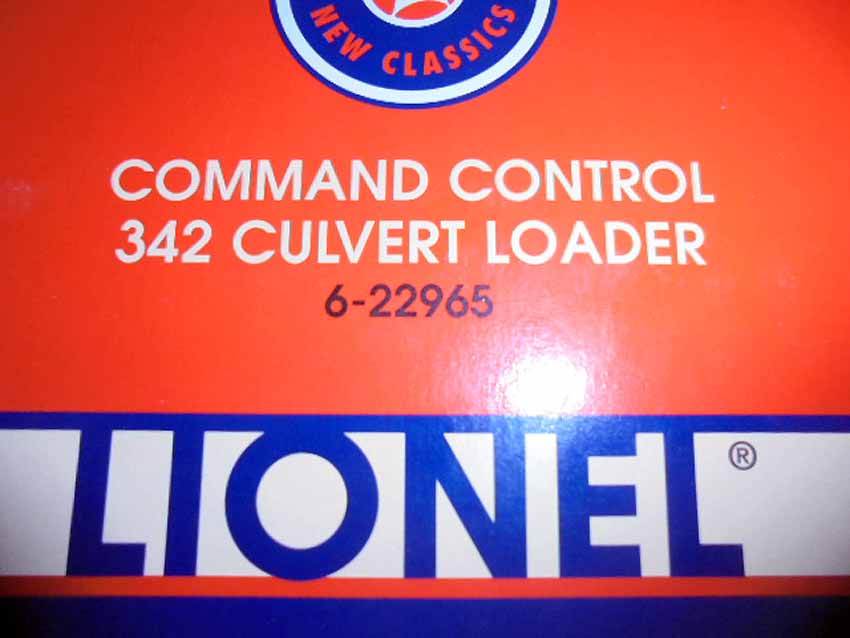 NEW CLASSICS
COMMAND CONTROL
342 CULVERT LOADER
6-22965
LIONEL ®